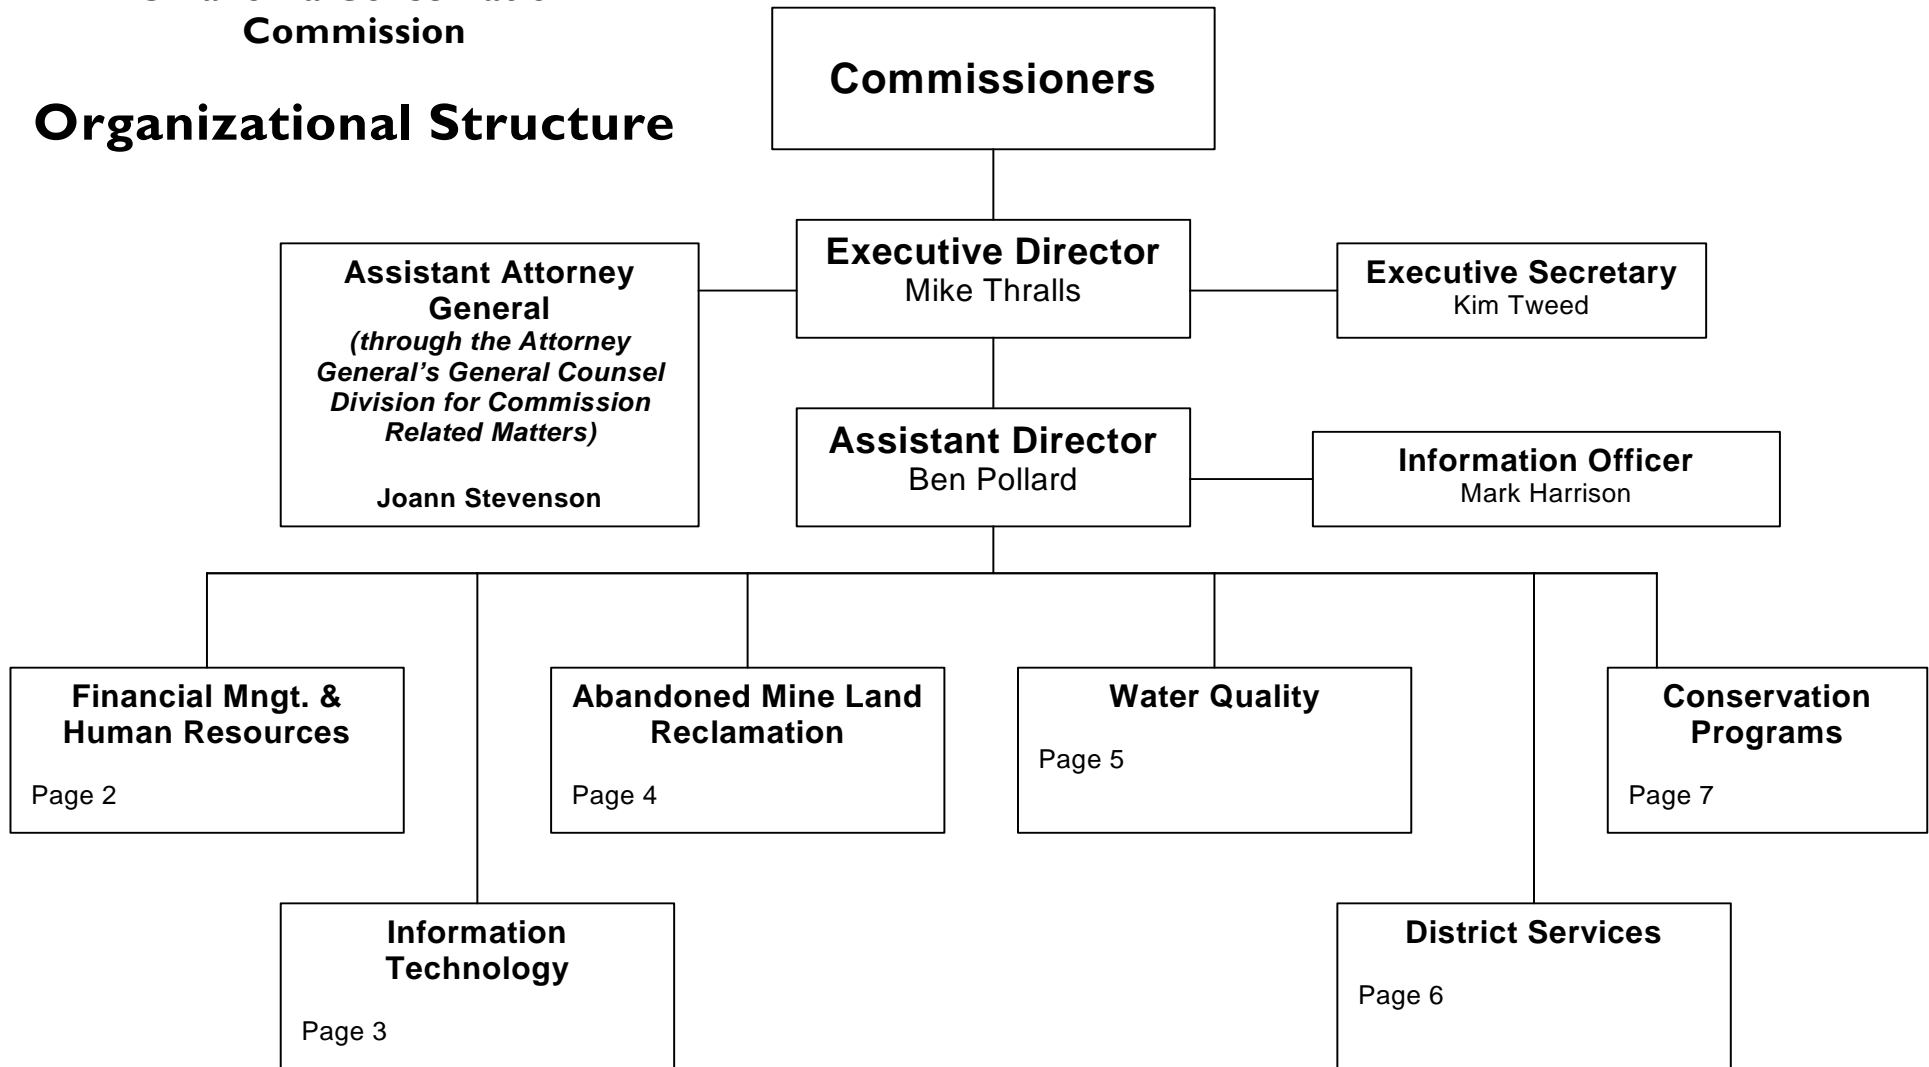 Commission
Organizational Structure
Commissioners
Executive Director
Mike Thralls
Assistant Attorney
General
(through the Attorney
General’s General Counsel
Division for Commission
Related Matters)
Joann Stevenson
Executive Secretary
Kim Tweed
Assistant Director
Ben Pollard
Information Officer
Mark Harrison
Financial Mngt. &
Human Resources
Page 2
Abandoned Mine Land
Reclamation
Page 4
Water Quality
Page 5
Conservation
Programs
Page 7
Information
Technology
Page 3
District Services
Page 6